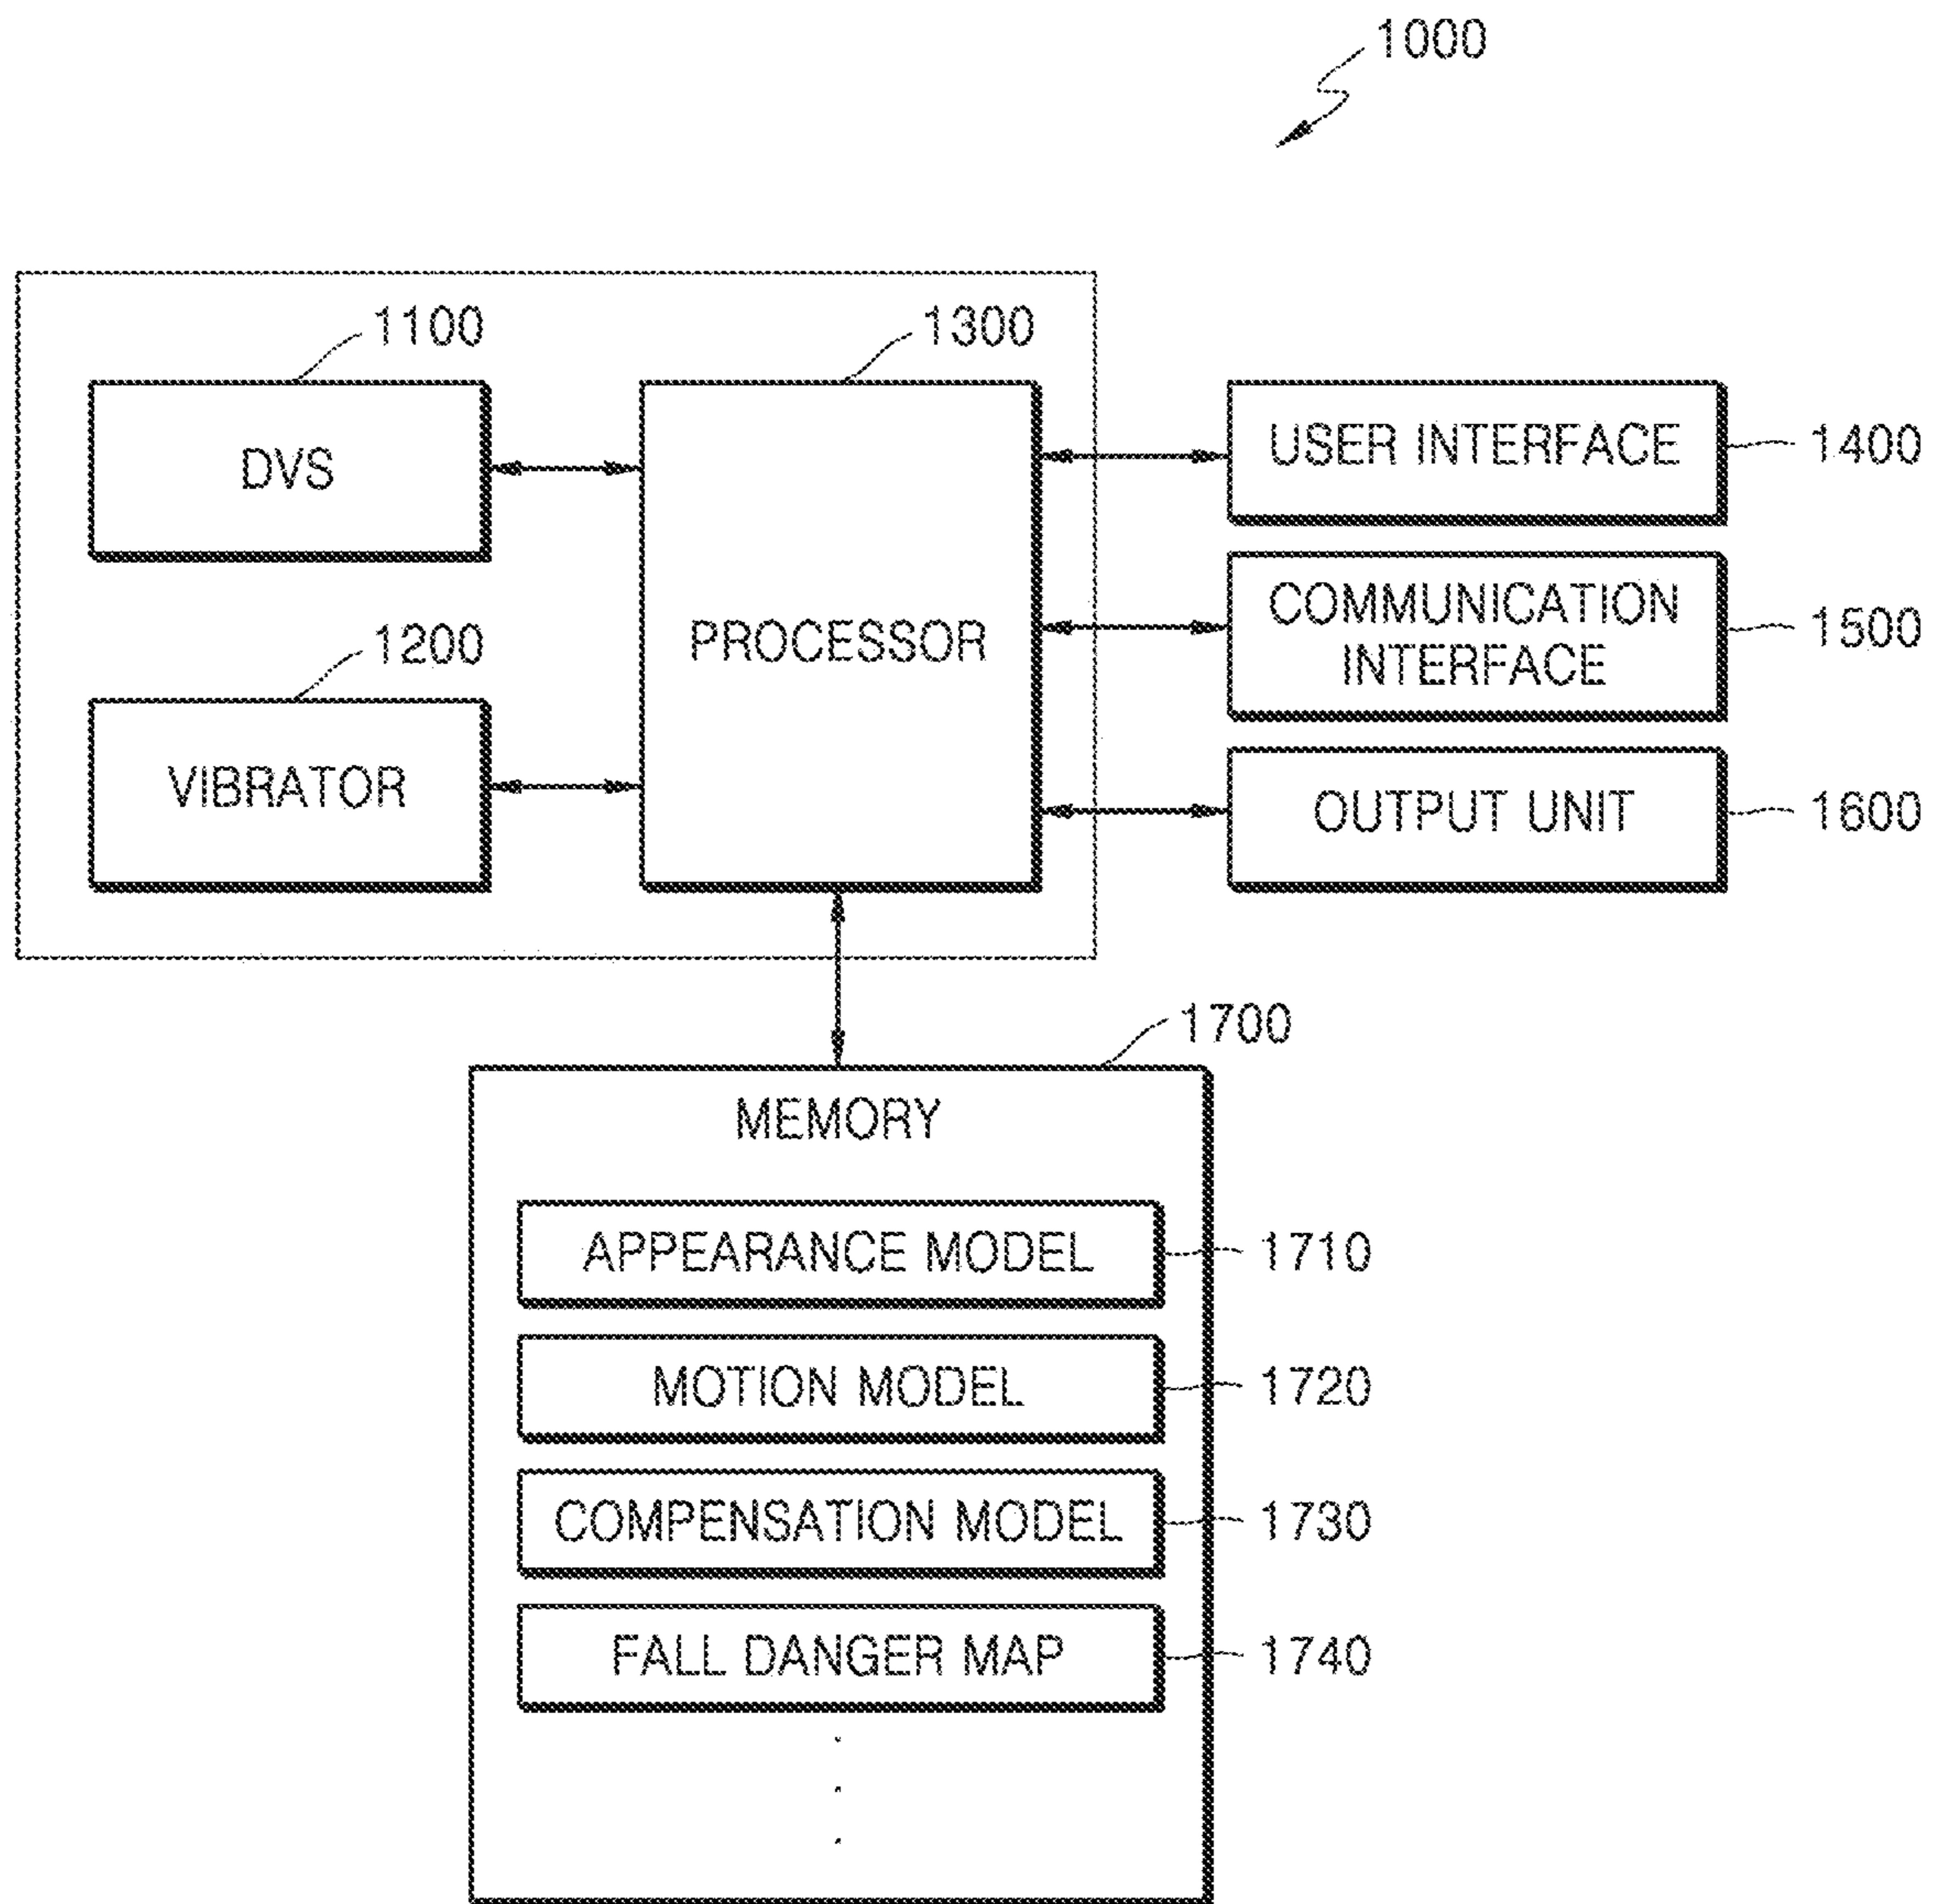 1000
1100
1300
DVS
PROCESSOR
USER INTERFACE
1400
1200
VIBRATOR
COMMUNICATION
INTERFACE
1500
OUTPUT UNIT
1600
1700
MEMORY
APPEARANCE MODEL
1710
MOTION MODEL
1720
COMPENSATION MODEL
1730
FALL DANGER MAP
1740